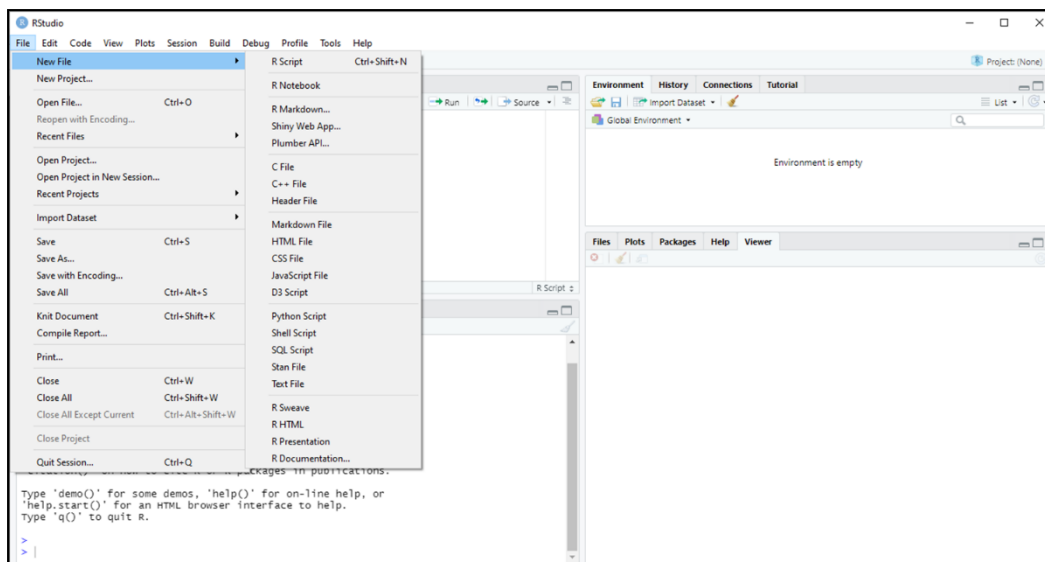 RStudio
File Edit Code View Plots Session Build Debug Profile Tools Help
New File
New Project...
Open File... Ctrl+O
Reopen with Encoding...
Recent Files
Open Project...
Open Project in New Session...
Recent Projects
Import Dataset
Save Ctrl+S
Save As...
Save with Encoding...
Save All Ctrl+Alt+S
Knit Document Ctrl+Shift+K
Compile Report...
Print...
Close Ctrl+W
Close All Ctrl+Shift+W
Close All Except Current Ctrl+Alt+Shift+W
Close Project
Quit Session... Ctrl+Q
R Script Ctrl+Shift+N
R Notebook
R Markdown...
Shiny Web App...
Plumber API...
C File
C++ File
Header File
Markdown File
HTML File
CSS File
JavaScript File
D3 Script
Python Script
Shell Script
SQL Script
Stan File
Text File
R Sweave
R HTML
R Presentation
R Documentation...
Run Source
R Script
packages in publications.
Type 'demo()' for some demos, 'help()' for on-line help, or
'help.start()' for an HTML browser interface to help.
Type 'q()' to quit R.
>
>
Project: (None)
Environment History Connections Tutorial
Import Dataset List
Global Environment
Environment is empty
Files Plots Packages Help Viewer